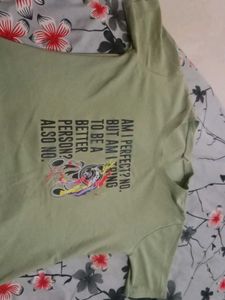 AM I PERFECT? NO.
BUT AM I TRYING
TO BE A
BETTER
PERSON?
ALSO NO.